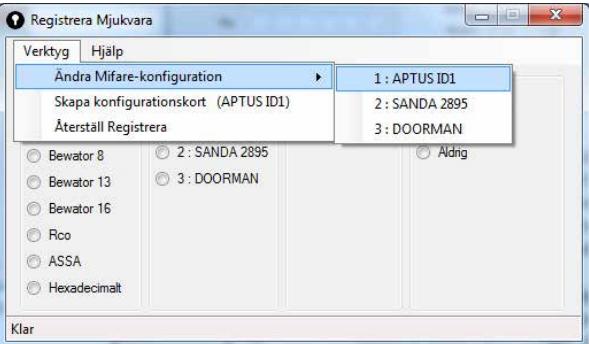 Registrera Mjukvara
Verktyg Hjälp
Ändra Mifare-konfiguration
Skapa konfigurationskort (APTUS ID1)
Återställ Registrera
1 : APTUS ID1
2 : SANDA 2895
3 : DOORMAN
Bewator 8
Bewator 13
Bewator 16
Rco
ASSA
Hexadecimalt
2 : SANDA 2895
3 : DOORMAN
Aldrig
Klar